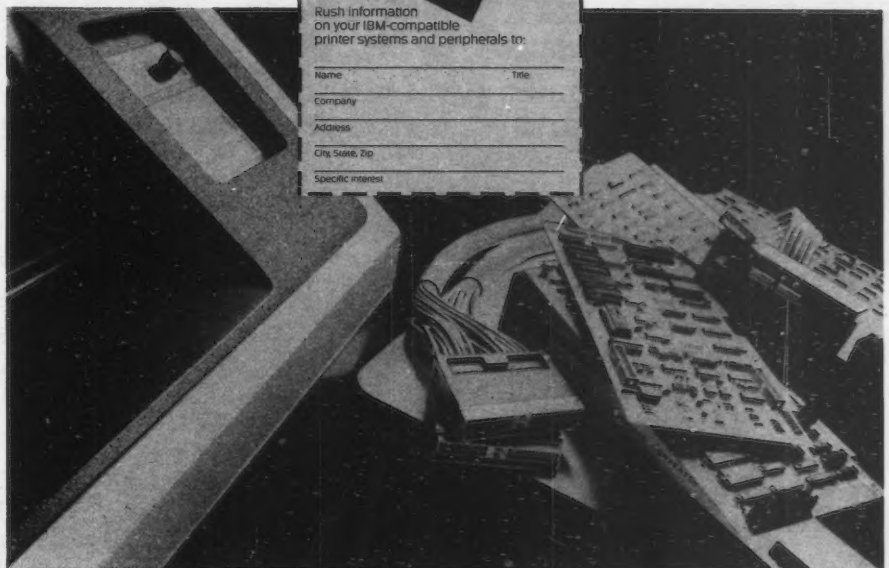 Rush information
on your IBM-compatible
printer systems and peripherals to:
Name Title
Company
Address
City, State, Zip
Specific interest